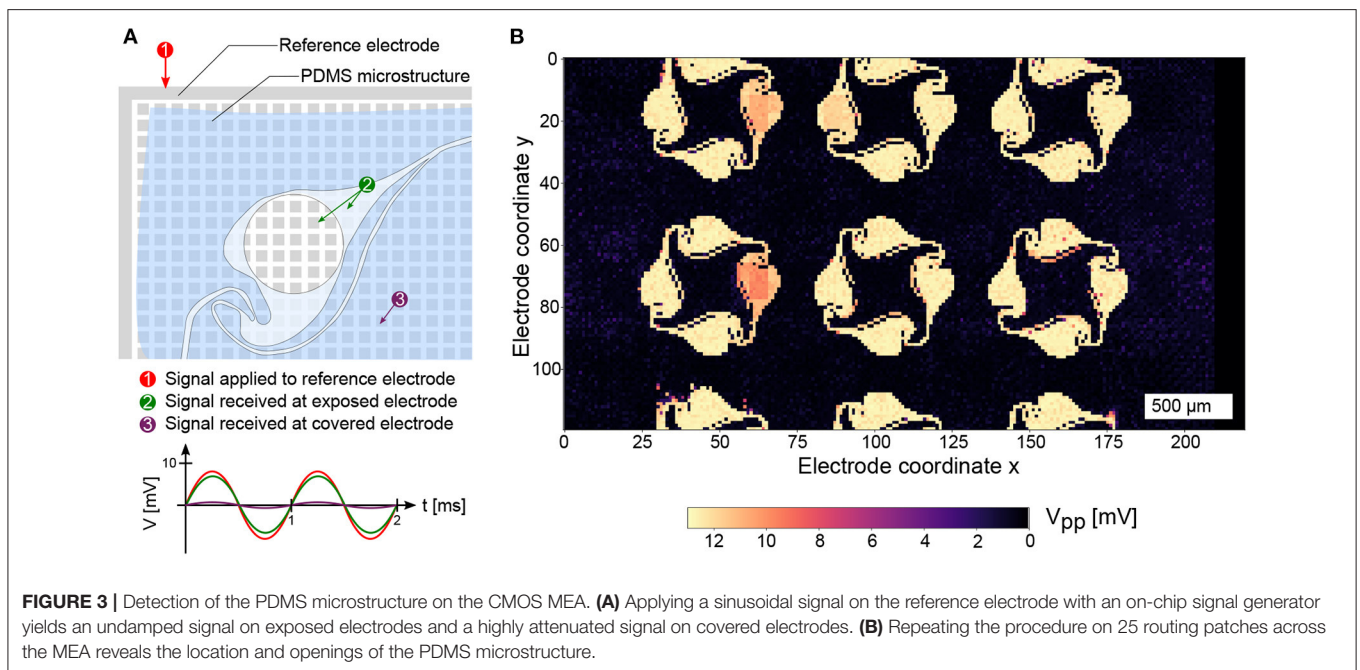 A
1
Reference electrode
PDMS microstructure
2
3
1 Signal applied to reference electrode
2 Signal received at exposed electrode
3 Signal received at covered electrode
10
V [mV]
t [ms]
1
2
B
0
20
40
60
80
100
Electrode coordinate y
500 µm
0 25 50 75 100 125 150 175 200
Electrode coordinate x
12 10 8 6 4 2 0
Vpp [mV]
FIGURE 3 | Detection of the PDMS microstructure on the CMOS MEA. (A) Applying a sinusoidal signal on the reference electrode with an on-chip signal generator
yields an undamped signal on exposed electrodes and a highly attenuated signal on covered electrodes. (B) Repeating the procedure on 25 routing patches across
the MEA reveals the location and openings of the PDMS microstructure.